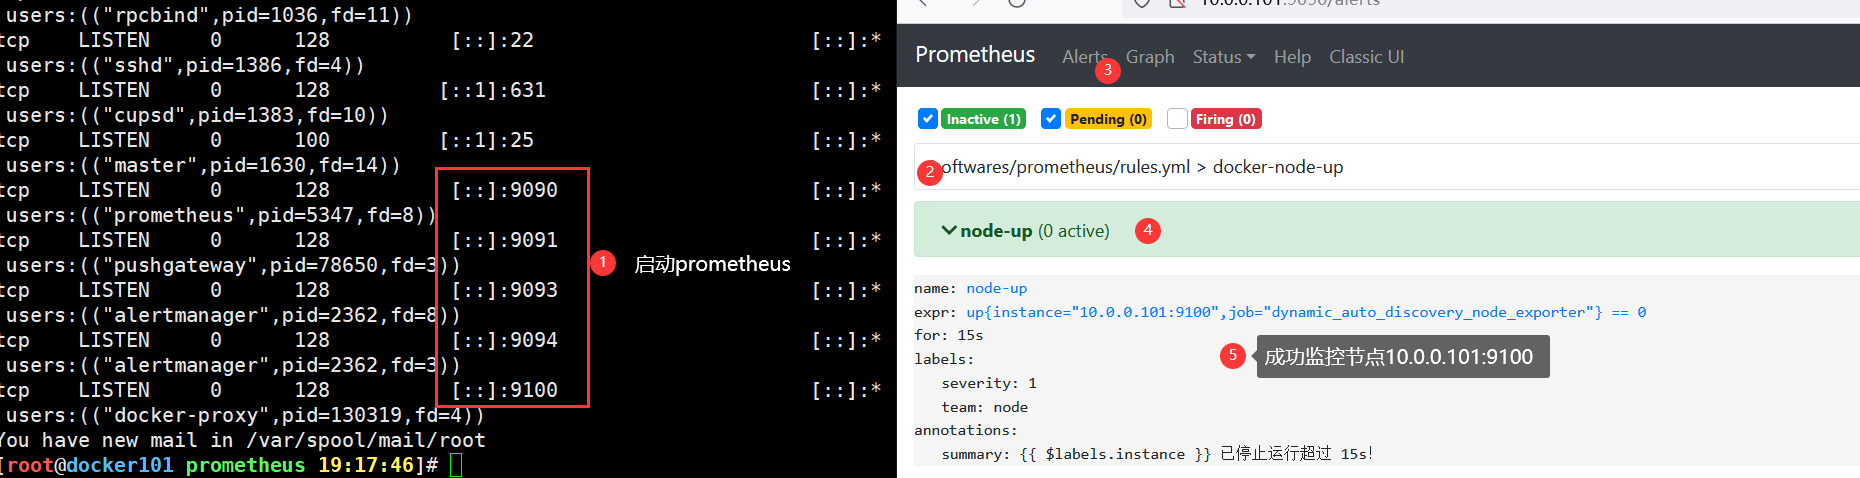 users:(("rpcbind",pid=1036,fd=11))
tcp LISTEN 0 128 [::]:22 [::]:*
users:(("sshd",pid=1386,fd=4))
tcp LISTEN 0 128 [::1]:631 [::]:*
users:(("cupsd",pid=1383,fd=10))
tcp LISTEN 0 100 [::1]:25 [::]:*
users:(("master",pid=1630,fd=14))
tcp LISTEN 0 128 [::]:9090 [::]:*
users:(("prometheus",pid=5347,fd=8))
tcp LISTEN 0 128 [::]:9091 [::]:*
users:(("pushgateway",pid=78650,fd=3))
tcp LISTEN 0 128 [::]:9093 [::]:*
users:(("alertmanager",pid=2362,fd=8))
tcp LISTEN 0 128 [::]:9094 [::]:*
users:(("alertmanager",pid=2362,fd=3))
tcp LISTEN 0 128 [::]:9100 [::]:*
users:(("docker-proxy",pid=130319,fd=4))
You have new mail in /var/spool/mail/root
[root@docker101 prometheus 19:17:46]#
1 启动prometheus
10.0.0.101:9090/alerts
Prometheus Alerts Graph Status Help Classic UI
3
Inactive (1) Pending (0) Firing (0)
2 oftwares/prometheus/rules.yml > docker-node-up
node-up (0 active) 4
name: node-up
expr: up{instance="10.0.0.101:9100",job="dynamic_auto_discovery_node_exporter"} == 0
for: 15s
5 成功监控节点10.0.0.101:9100
labels:
severity: 1
team: node
annotations:
summary: {{ $labels.instance }} 已停止运行超过 15s!